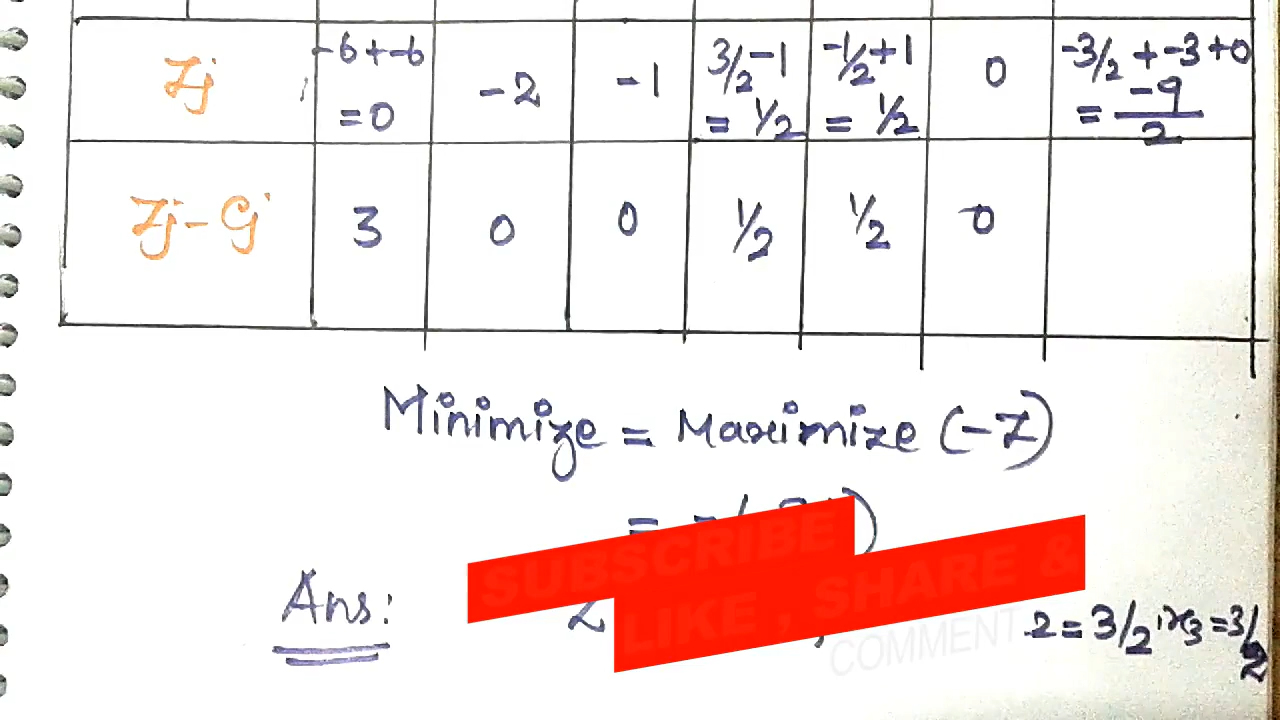 Zj -6+-6 =0 -2 -1 3/2-1 = 1/2 -1/2+1 = 1/2 0 -3/2 + -3+0 = -9/2
Zj - Cj 3 0 0 1/2 1/2 0
Minimize = Maximize (-Z)
SUBSCRIBE
Ans: LIKE , SHARE &
COMMENT 2 = 3/2 , x3 = 3/2